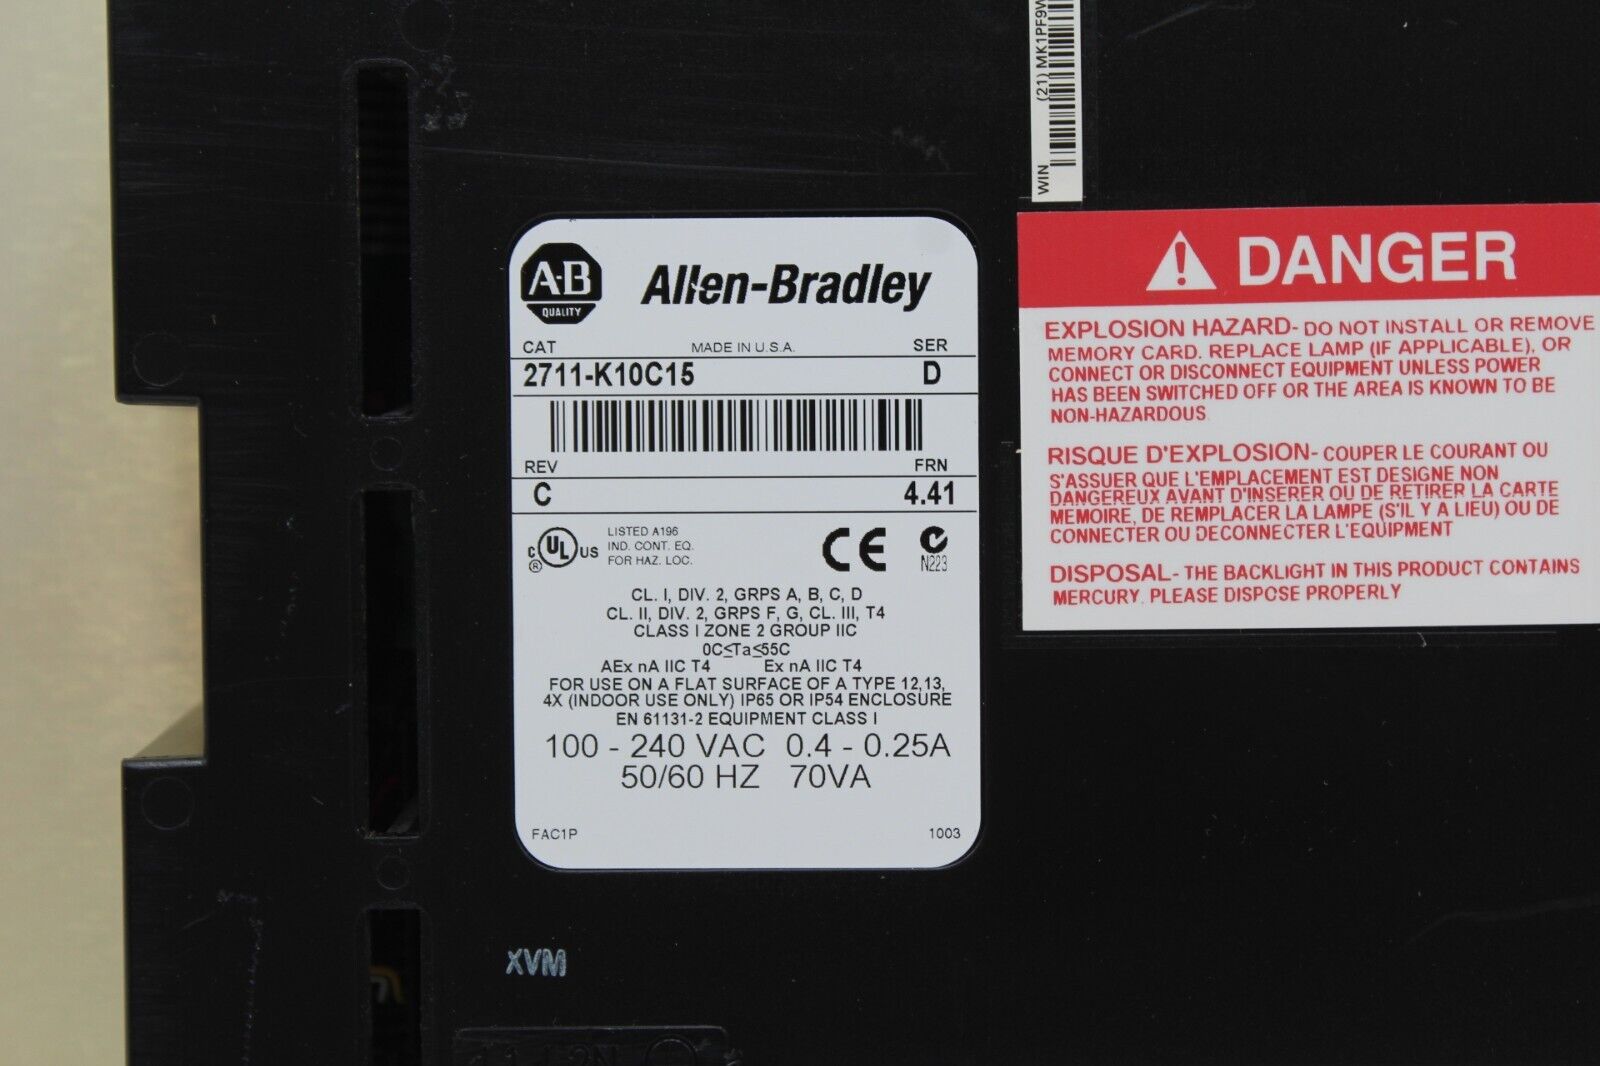 (21) MK1PF9W
WIN
A·B
QUALITY
Allen-Bradley
CAT MADE IN U.S.A. SER
2711-K10C15 D
REV FRN
C 4.41
C UL US ®
LISTED A196
IND. CONT. EQ.
FOR HAZ. LOC.
CE
N223
CL. I, DIV. 2, GRPS A, B, C, D
CL. II, DIV. 2, GRPS F, G, CL. III, T4
CLASS I ZONE 2 GROUP IIC
0C≤Ta≤55C
AEx nA IIC T4 Ex nA IIC T4
FOR USE ON A FLAT SURFACE OF A TYPE 12,13,
4X (INDOOR USE ONLY) IP65 OR IP54 ENCLOSURE
EN 61131-2 EQUIPMENT CLASS I
100 - 240 VAC 0.4 - 0.25A
50/60 HZ 70VA
FAC1P 1003
DANGER
EXPLOSION HAZARD- DO NOT INSTALL OR REMOVE
MEMORY CARD. REPLACE LAMP (IF APPLICABLE), OR
CONNECT OR DISCONNECT EQUIPMENT UNLESS POWER
HAS BEEN SWITCHED OFF OR THE AREA IS KNOWN TO BE
NON-HAZARDOUS
RISQUE D'EXPLOSION- COUPER LE COURANT OU
S'ASSUER QUE L'EMPLACEMENT EST DESIGNE NON
DANGEREUX AVANT D'INSERER OU DE RETIRER LA CARTE
MEMOIRE, DE REMPLACER LA LAMPE (S'IL Y A LIEU) OU DE
CONNECTER OU DECONNECTER L'EQUIPMENT
DISPOSAL- THE BACKLIGHT IN THIS PRODUCT CONTAINS
MERCURY. PLEASE DISPOSE PROPERLY
XVM